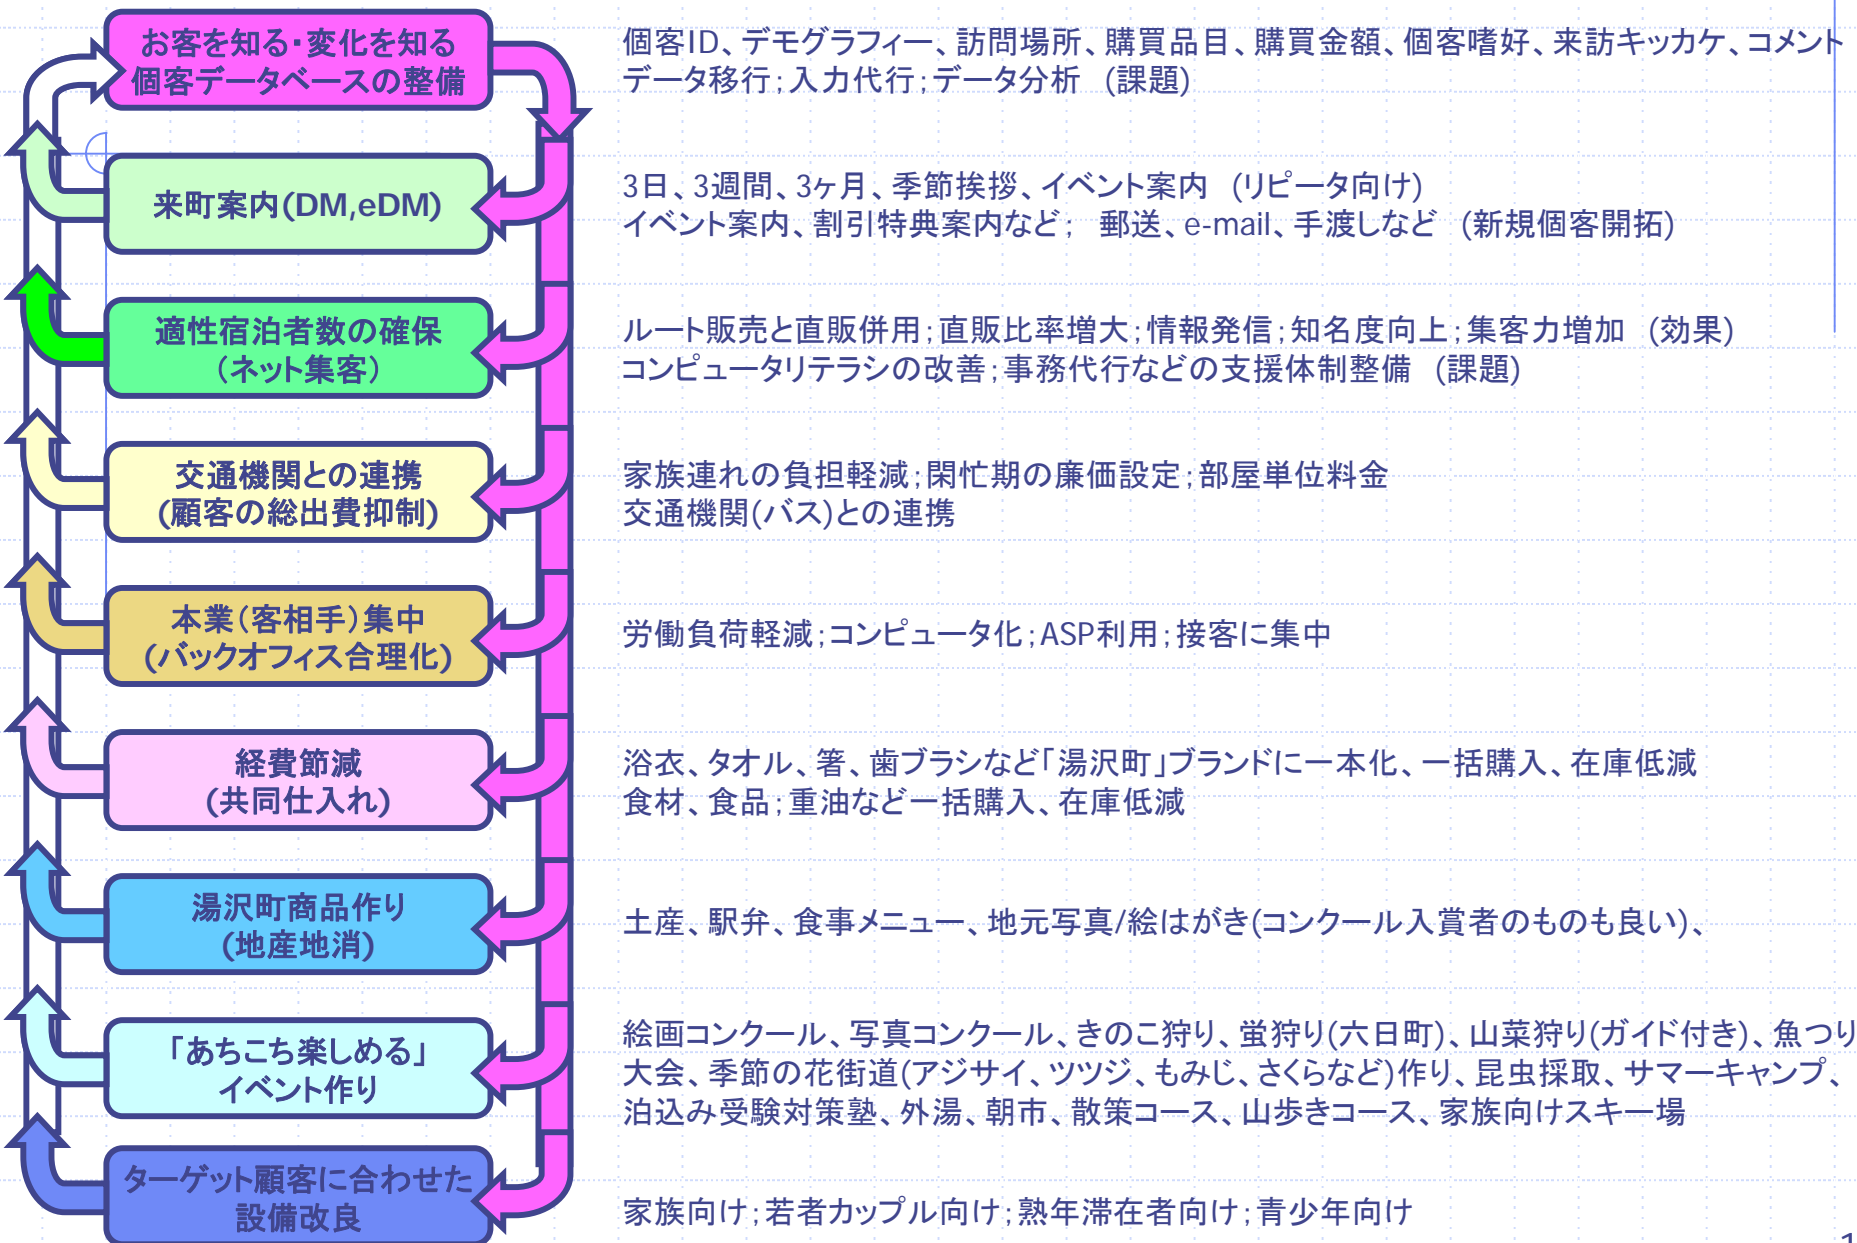 お客を知る・変化を知る
個客データベースの整備
個客ID、デモグラフィー、訪問場所、購買品目、購買金額、個客嗜好、来訪キッカケ、コメント
データ移行;入力代行;データ分析 (課題)
来町案内(DM,eDM)
3日、3週間、3ヶ月、季節挨拶、イベント案内 (リピータ向け)
イベント案内、割引特典案内など; 郵送、e-mail、手渡しなど (新規個客開拓)
適性宿泊者数の確保
(ネット集客)
ルート販売と直販併用;直販比率増大;情報発信;知名度向上;集客力増加 (効果)
コンピュータリテラシの改善;事務代行などの支援体制整備 (課題)
交通機関との連携
(顧客の総出費抑制)
家族連れの負担軽減;閑忙期の廉価設定;部屋単位料金
交通機関(バス)との連携
本業(客相手)集中
(バックオフィス合理化)
労働負荷軽減;コンピュータ化;ASP利用;接客に集中
経費節減
(共同仕入れ)
浴衣、タオル、箸、歯ブラシなど「湯沢町」ブランドに一本化、一括購入、在庫低減
食材、食品;重油など一括購入、在庫低減
湯沢町商品作り
(地産地消)
土産、駅弁、食事メニュー、地元写真/絵はがき(コンクール入賞者のものも良い)、
「あちこち楽しめる」
イベント作り
絵画コンクール、写真コンクール、きのこ狩り、蛍狩り(六日町)、山菜狩り(ガイド付き)、魚つり
大会、季節の花街道(アジサイ、ツツジ、もみじ、さくらなど)作り、昆虫採取、サマーキャンプ、
泊込み受験対策塾、外湯、朝市、散策コース、山歩きコース、家族向けスキー場
ターゲット顧客に合わせた
設備改良
家族向け;若者カップル向け;熟年滞在者向け;青少年向け